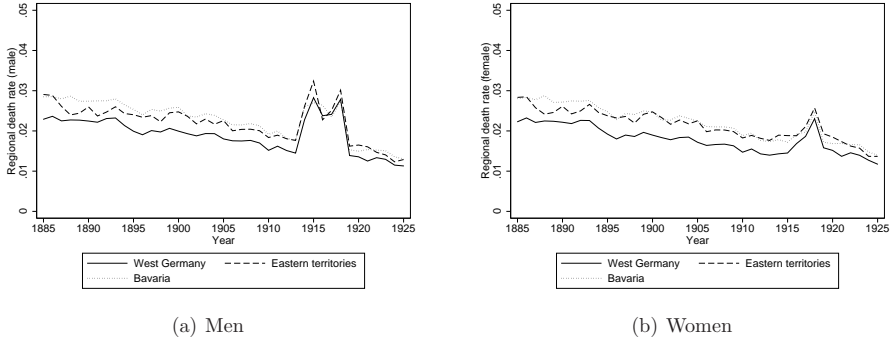 Regional death rate (male)
0 .01 .02 .03 .04 .05
1885 1890 1895 1900 1905 1910 1915 1920 1925
Year
West Germany Eastern territories
Bavaria
(a) Men
Regional death rate (female)
0 .01 .02 .03 .04 .05
1885 1890 1895 1900 1905 1910 1915 1920 1925
Year
West Germany Eastern territories
Bavaria
(b) Women